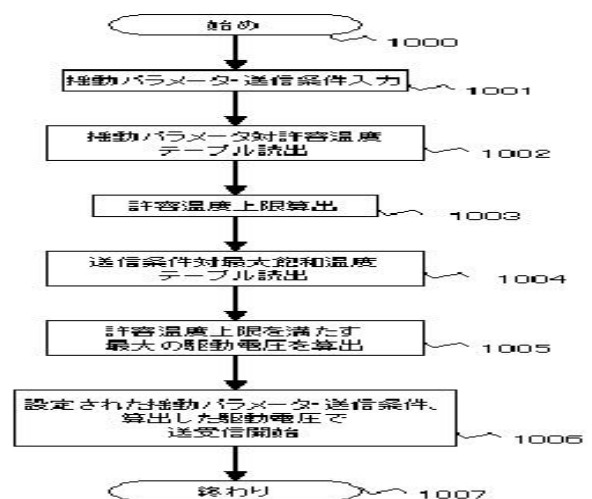 始め
1000
揺動パラメータ・送信条件入力
1001
揺動パラメータ対許容温度
テーブル読出
1002
許容温度上限算出
1003
送信条件対最大飽和温度
テーブル読出
1004
許容温度上限を満たす
最大の駆動電圧を算出
1005
設定された揺動パラメータ・送信条件、
算出した駆動電圧で
送受信開始
1006
終わり
1007